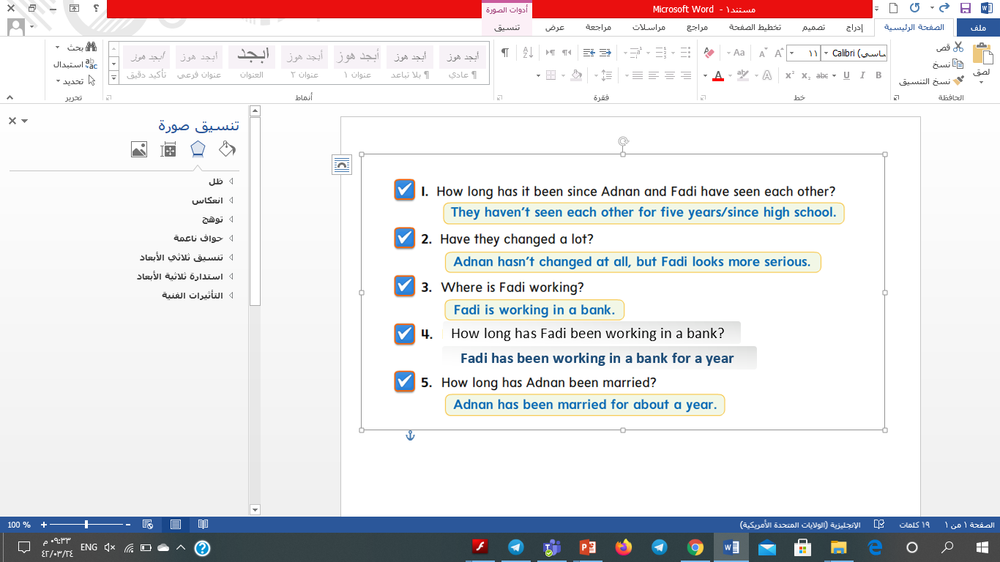 مستند١ - Microsoft Word
أدوات الصورة
ملف
الصفحة الرئيسية
إدراج
تصميم
تخطيط الصفحة
مراجع
مراسلات
مراجعة
عرض
تنسيق
لصق
قص
نسخ
نسخ التنسيق
الحافظة
Calibri (ساسي
١١
خط
فقرة
أبجد هوز
¶ عادي
أبجد هوز
¶ بلا تباعد
أبجد هوز
عنوان ١
أبجد هوز
عنوان ٢
ابجد
العنوان
أبجد هوز
عنوان فرعي
أبجد هوز
تأكيد دقيق
أنماط
بحث
استبدال
تحديد
تحرير
تنسيق صورة
ظل
انعكاس
توهج
حواف ناعمة
تنسيق ثلاثي الأبعاد
استدارة ثلاثية الأبعاد
التأثيرات الفنية
1. How long has it been since Adnan and Fadi have seen each other?
They haven't seen each other for five years/since high school.
2. Have they changed a lot?
Adnan hasn't changed at all, but Fadi looks more serious.
3. Where is Fadi working?
Fadi is working in a bank.
4. How long has Fadi been working in a bank?
Fadi has been working in a bank for a year
5. How long has Adnan been married?
Adnan has been married for about a year.
الصفحة ١ من ١
١٩ كلمات
الإنجليزية (الولايات المتحدة الأمريكية)
100 %
ENG
٠٩:٣٣ م
٤٢/٠٣/٢٤